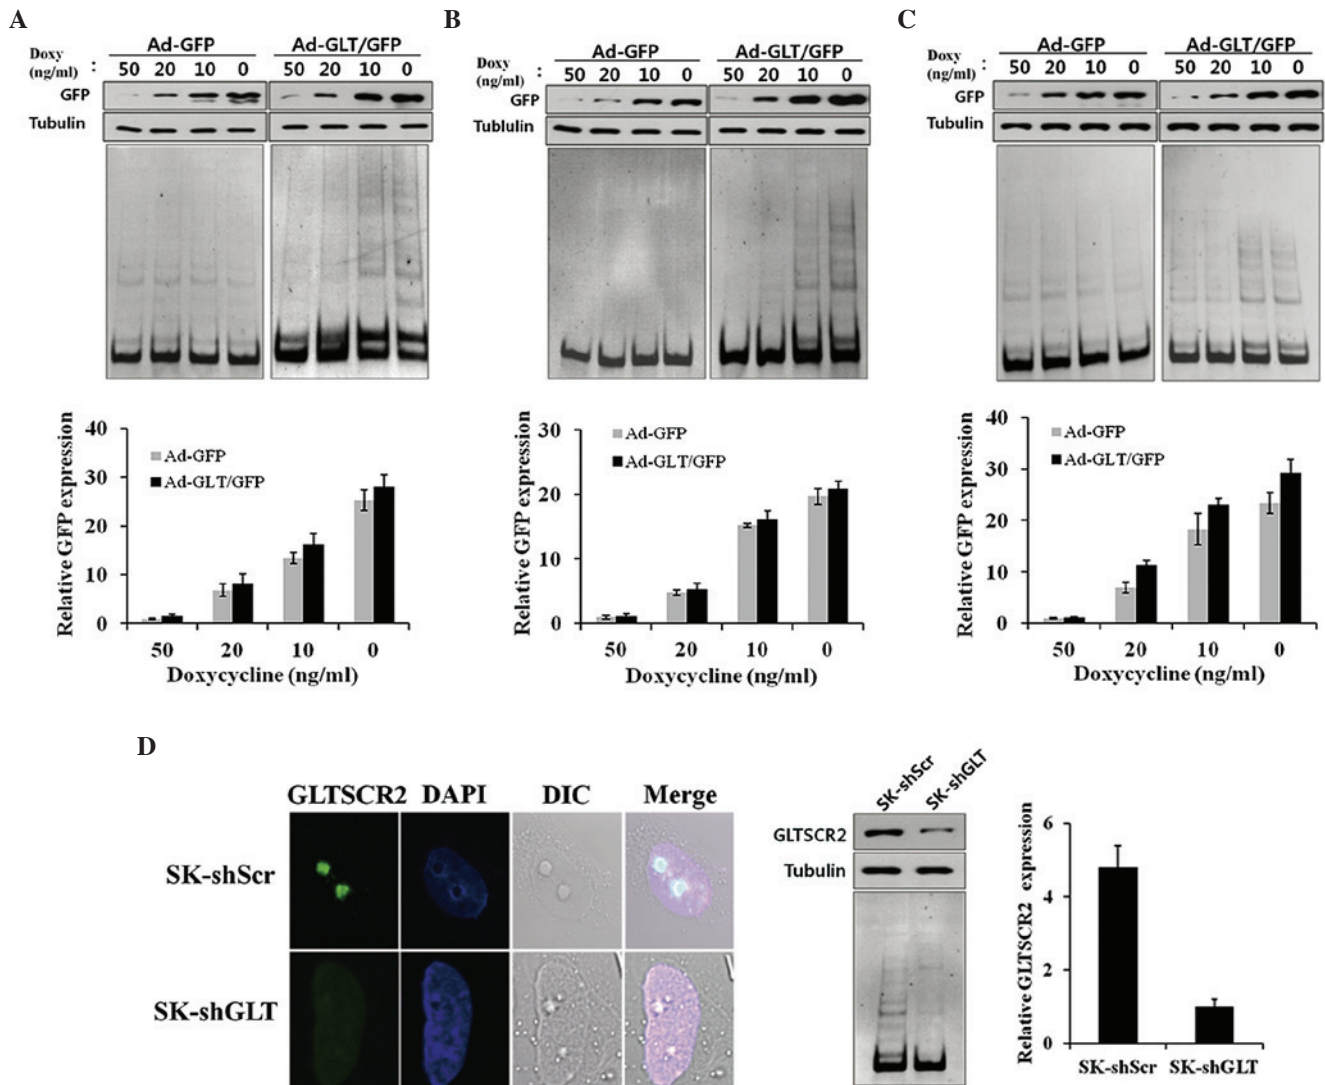 A
Ad-GFP Ad-GLT/GFP
Doxy (ng/ml) : 50 20 10 0 50 20 10 0
GFP
Tubulin
40
30
20
10
0
Relative GFP expression
Ad-GFP
Ad-GLT/GFP
50 20 10 0
Doxycycline (ng/ml)
B
Ad-GFP Ad-GLT/GFP
Doxy (ng/ml) : 50 20 10 0 50 20 10 0
GFP
Tublulin
30
20
10
0
Relative GFP expression
Ad-GFP
Ad-GLT/GFP
50 20 10 0
Doxycycline (ng/ml)
C
Ad-GFP Ad-GLT/GFP
Doxy (ng/ml) : 50 20 10 0 50 20 10 0
GFP
Tubulin
40
30
20
10
0
Relative GFP expression
Ad-GFP
Ad-GLT/GFP
50 20 10 0
Doxycycline (ng/ml)
D
GLTSCR2 DAPI DIC Merge
SK-shScr
SK-shGLT
SK-shScr SK-shGLT
GLTSCR2
Tubulin
6
4
2
0
Relative GLTSCR2 expression
SK-shScr SK-shGLT